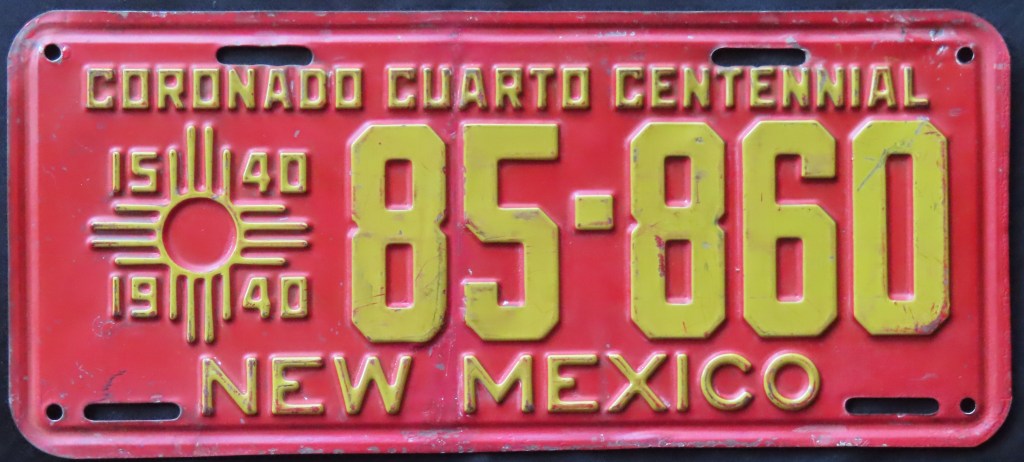 CORONADO CUARTO CENTENNIAL
15 40
19 40
85-860
NEW MEXICO